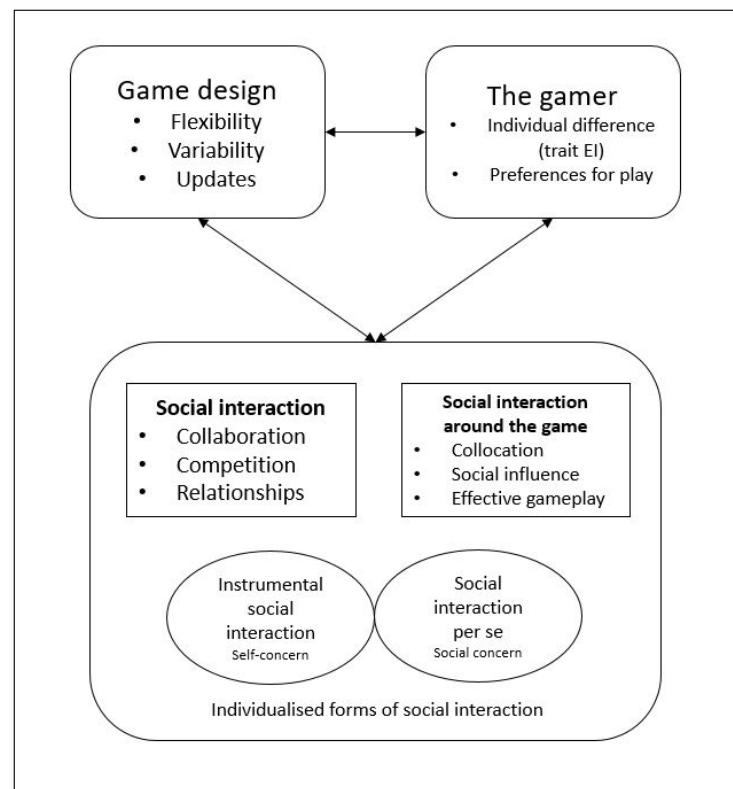 Game design
• Flexibility
• Variability
• Updates
The gamer
• Individual difference
(trait EI)
• Preferences for play
Social interaction
• Collaboration
• Competition
• Relationships
Social interaction
around the game
• Collocation
• Social influence
• Effective gameplay
Instrumental
social
interaction
Self-concern
Social
interaction
per se
Social concern
Individualised forms of social interaction